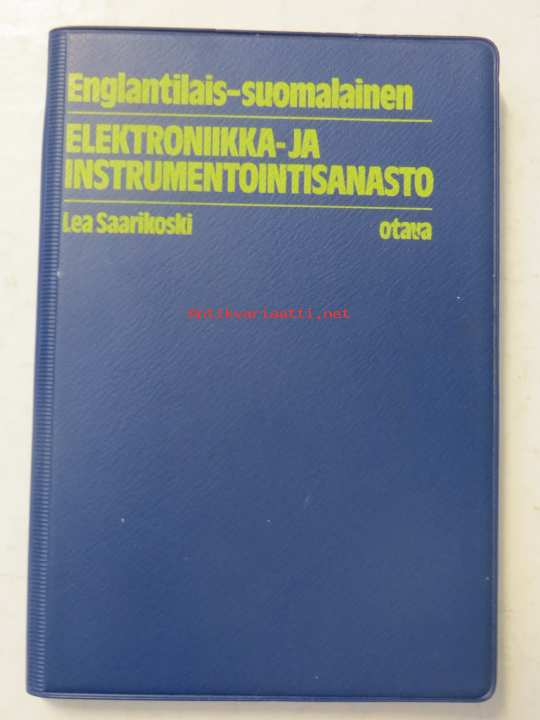 Englantilais-suomalainen
ELEKTRONIIKKA-JA
INSTRUMENTOINTISANASTO
Lea Saarikoski otava
Antikvariaatti.net